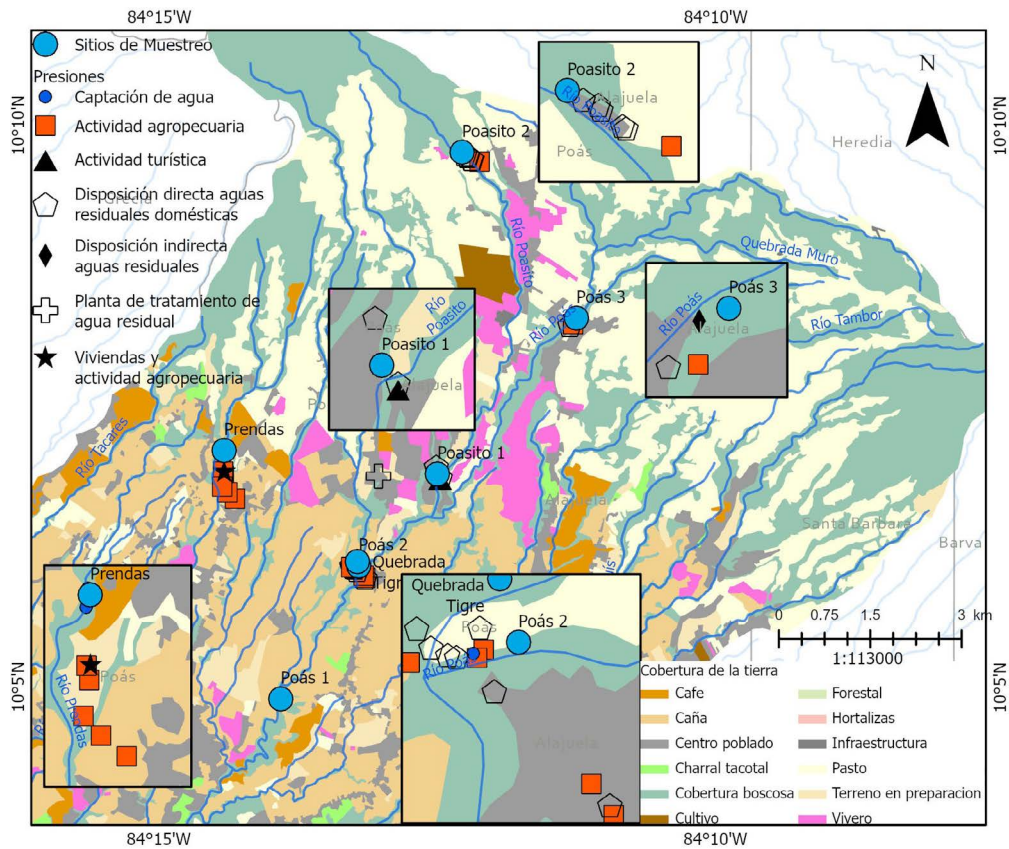 84°15'W
84°10'W
10°10'N
10°10'N
Sitios de Muestreo
Presiones
Captación de agua
Actividad agropecuaria
Actividad turística
Disposición directa aguas
residuales domésticas
Disposición indirecta
aguas residuales
Planta de tratamiento de
agua residual
Viviendas y
actividad agropecuaria
N
Heredia
Poasito 2
Alajuela
Poás
Poasito 2
Río Poasito
Quebrada Muro
Río Tambor
Poás 3
Río Poás
Poás 3
Río Poás
Río
Poasito
Poasito 1
Río Tacares
Prendas
Poasito 1
Alajuela
Santa Barbara
Barva
Poás 2
Quebrada
Tigre
Prendas
Poás
Río Prendas
Poás 1
Quebrada
Tigre
Poás
Poás 2
Alajuela
0 0.75 1.5 3 km
1:113000
10°5'N
10°5'N
Cobertura de la tierra
Cafe
Caña
Centro poblado
Charral tacotal
Cobertura boscosa
Cultivo
Forestal
Hortalizas
Infraestructura
Pasto
Terreno en preparacion
Vivero
84°15'W
84°10'W